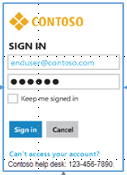 CONTOSO
SIGN IN
enduser@contoso.com
●●●●●●
Keep me signed in
Sign in Cancel
Can't access your account?
Contoso help desk: 123-456-7890